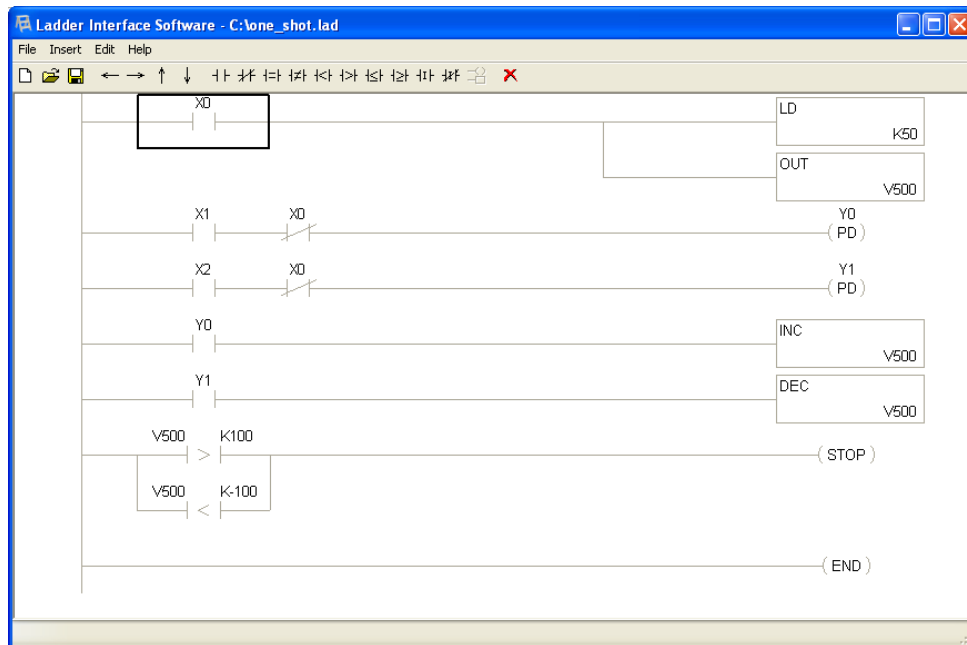 Ladder Interface Software - C:\one_shot.lad
File Insert Edit Help
X0
LD
K50
OUT
V500
X1 X0 Y0
PD
X2 X0 Y1
PD
Y0
INC
V500
Y1
DEC
V500
V500 K100
> STOP
V500 K-100
<
END